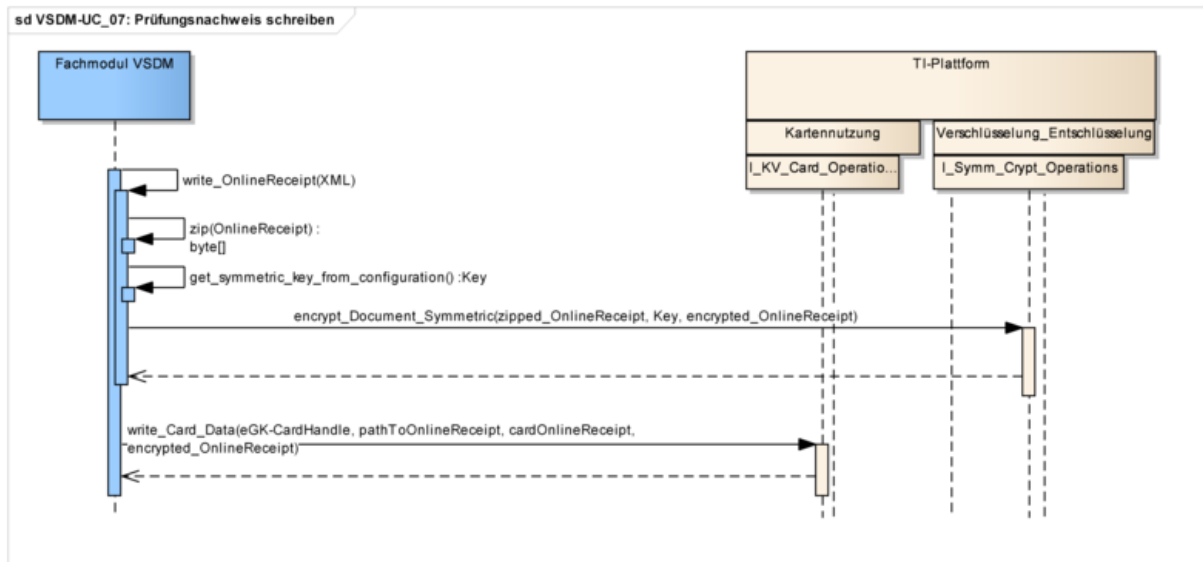 sd VSDM-UC_07: Prüfungsnachweis schreiben
Fachmodul VSDM
TI-Plattform
Kartennutzung
Verschlüsselung_Entschlüsselung
I_KV_Card_Operatio...
I_Symm_Crypt_Operations
write_OnlineReceipt(XML)
zip(OnlineReceipt) :
byte[]
get_symmetric_key_from_configuration() :Key
encrypt_Document_Symmetric(zipped_OnlineReceipt, Key, encrypted_OnlineReceipt)
write_Card_Data(eGK-CardHandle, pathToOnlineReceipt, cardOnlineReceipt,
encrypted_OnlineReceipt)